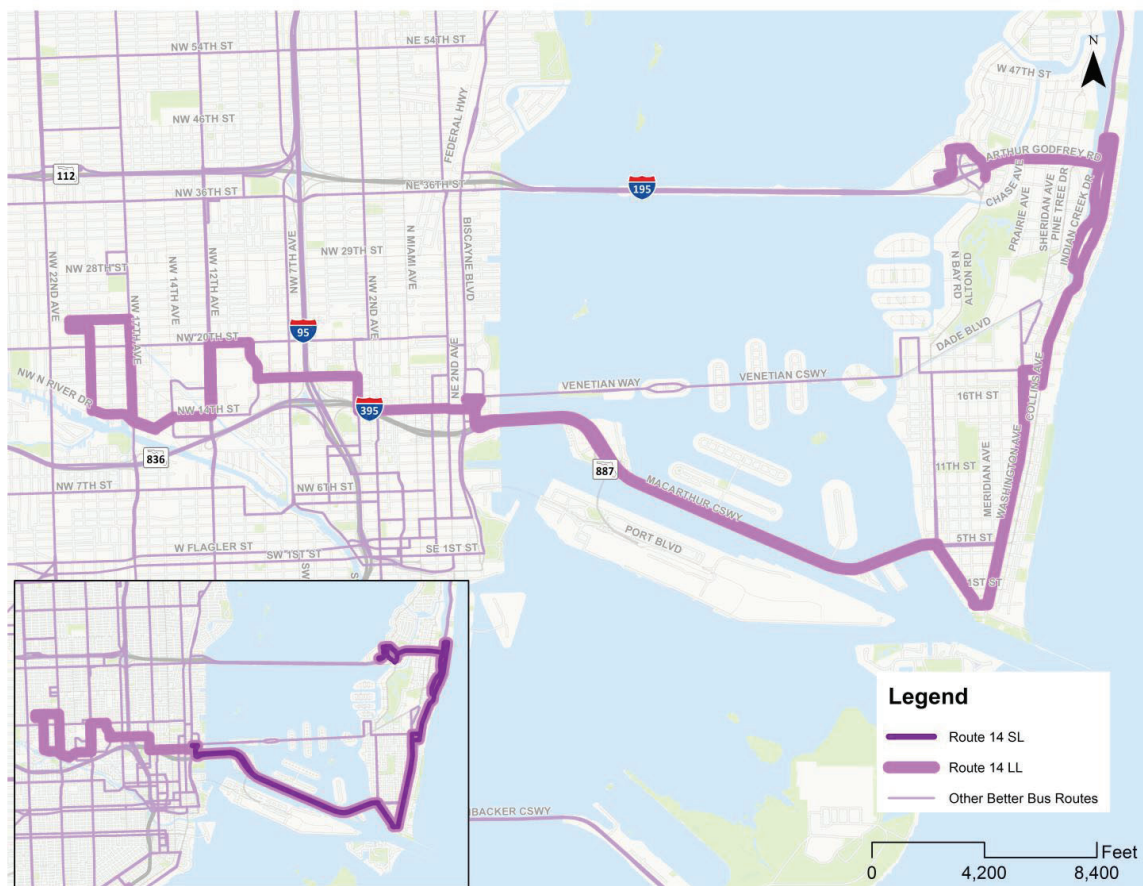 NW 54TH ST
NE 54TH ST
W 47TH ST
N
NW 46TH ST
FEDERAL HWY
ARTHUR GODFREY RD
112
NW 36TH ST
NE 36TH ST
195
CHASE AVE
PRAIRIE AVE
SHERIDAN AVE
PINE TREE DR
INDIAN CREEK DR
NW 22ND AVE
NW 28TH ST
NW 17TH AVE
NW 14TH AVE
NW 12TH AVE
NW 7TH AVE
NW 29TH ST
NW 2ND AVE
N MIAMI AVE
BISCAYNE BLVD
N BAY RD
ALTON RD
NW 20TH ST
95
NE 2ND AVE
DADE BLVD
NW N RIVER DR
VENETIAN WAY
VENETIAN CSWY
COLLINS AVE
NW 14TH ST
395
16TH ST
836
887
11TH ST
MERIDIAN AVE
WASHINGTON AVE
NW 7TH ST
NW 6TH ST
MACARTHUR CSWY
PORT BLVD
5TH ST
W FLAGLER ST
SE 1ST ST
SW 1ST ST
SW
S
1ST ST
Legend
Route 14 SL
Route 14 LL
Other Better Bus Routes
BACKER CSWY
Feet
0
4,200
8,400